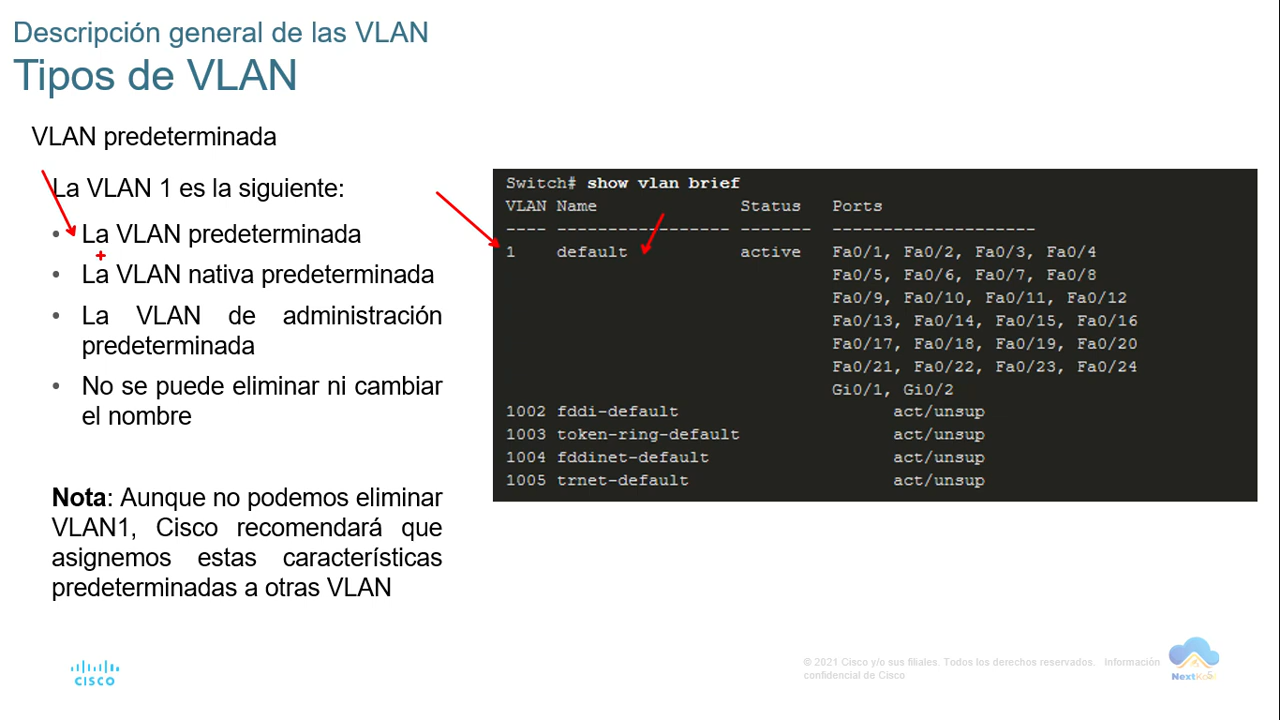 Descripción general de las VLAN
Tipos de VLAN
VLAN predeterminada
La VLAN 1 es la siguiente:
• La VLAN predeterminada
• La VLAN nativa predeterminada
• La VLAN de administración
predeterminada
• No se puede eliminar ni cambiar
el nombre
Nota: Aunque no podemos eliminar
VLAN1, Cisco recomendará que
asignemos estas características
predeterminadas a otras VLAN
Switch# show vlan brief
VLAN Name Status Ports
---- ----------------- ------- --------------------
1 default active Fa0/1, Fa0/2, Fa0/3, Fa0/4
Fa0/5, Fa0/6, Fa0/7, Fa0/8
Fa0/9, Fa0/10, Fa0/11, Fa0/12
Fa0/13, Fa0/14, Fa0/15, Fa0/16
Fa0/17, Fa0/18, Fa0/19, Fa0/20
Fa0/21, Fa0/22, Fa0/23, Fa0/24
Gi0/1, Gi0/2
1002 fddi-default act/unsup
1003 token-ring-default act/unsup
1004 fddinet-default act/unsup
1005 trnet-default act/unsup
CISCO
© 2021 Cisco y/o sus filiales. Todos los derechos reservados. Información
confidencial de Cisco